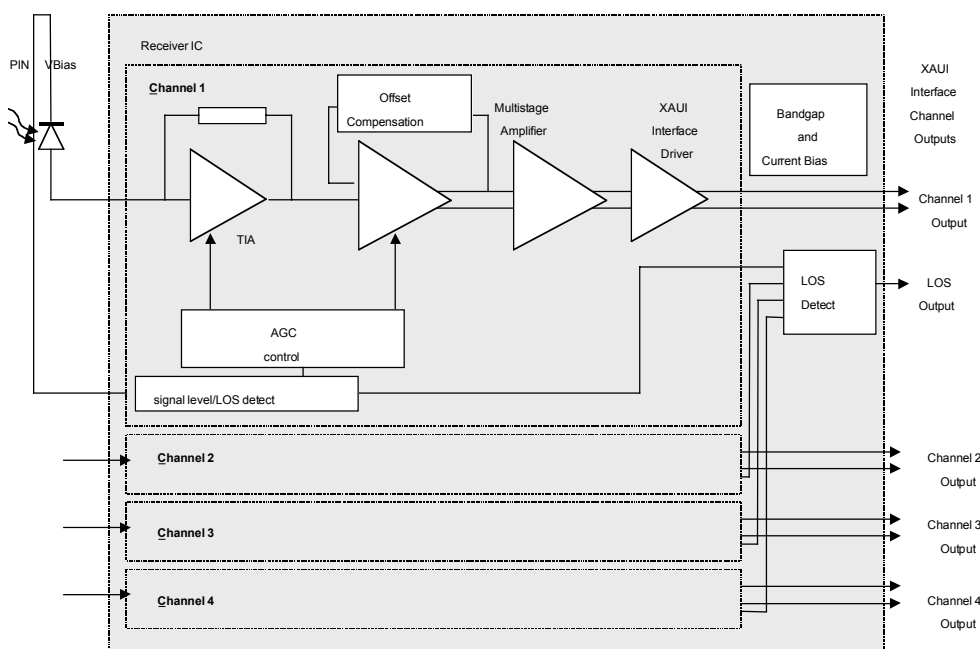 Receiver IC
PIN VBias
Channel 1
Offset
Compensation
Multistage
Amplifier
XAUI
Interface
Driver
Bandgap
and
Current Bias
XAUI
Interface
Channel
Outputs
Channel 1
Output
TIA
LOS
Detect
LOS
Output
AGC
control
signal level/LOS detect
Channel 2
Channel 2
Output
Channel 3
Channel 3
Output
Channel 4
Channel 4
Output